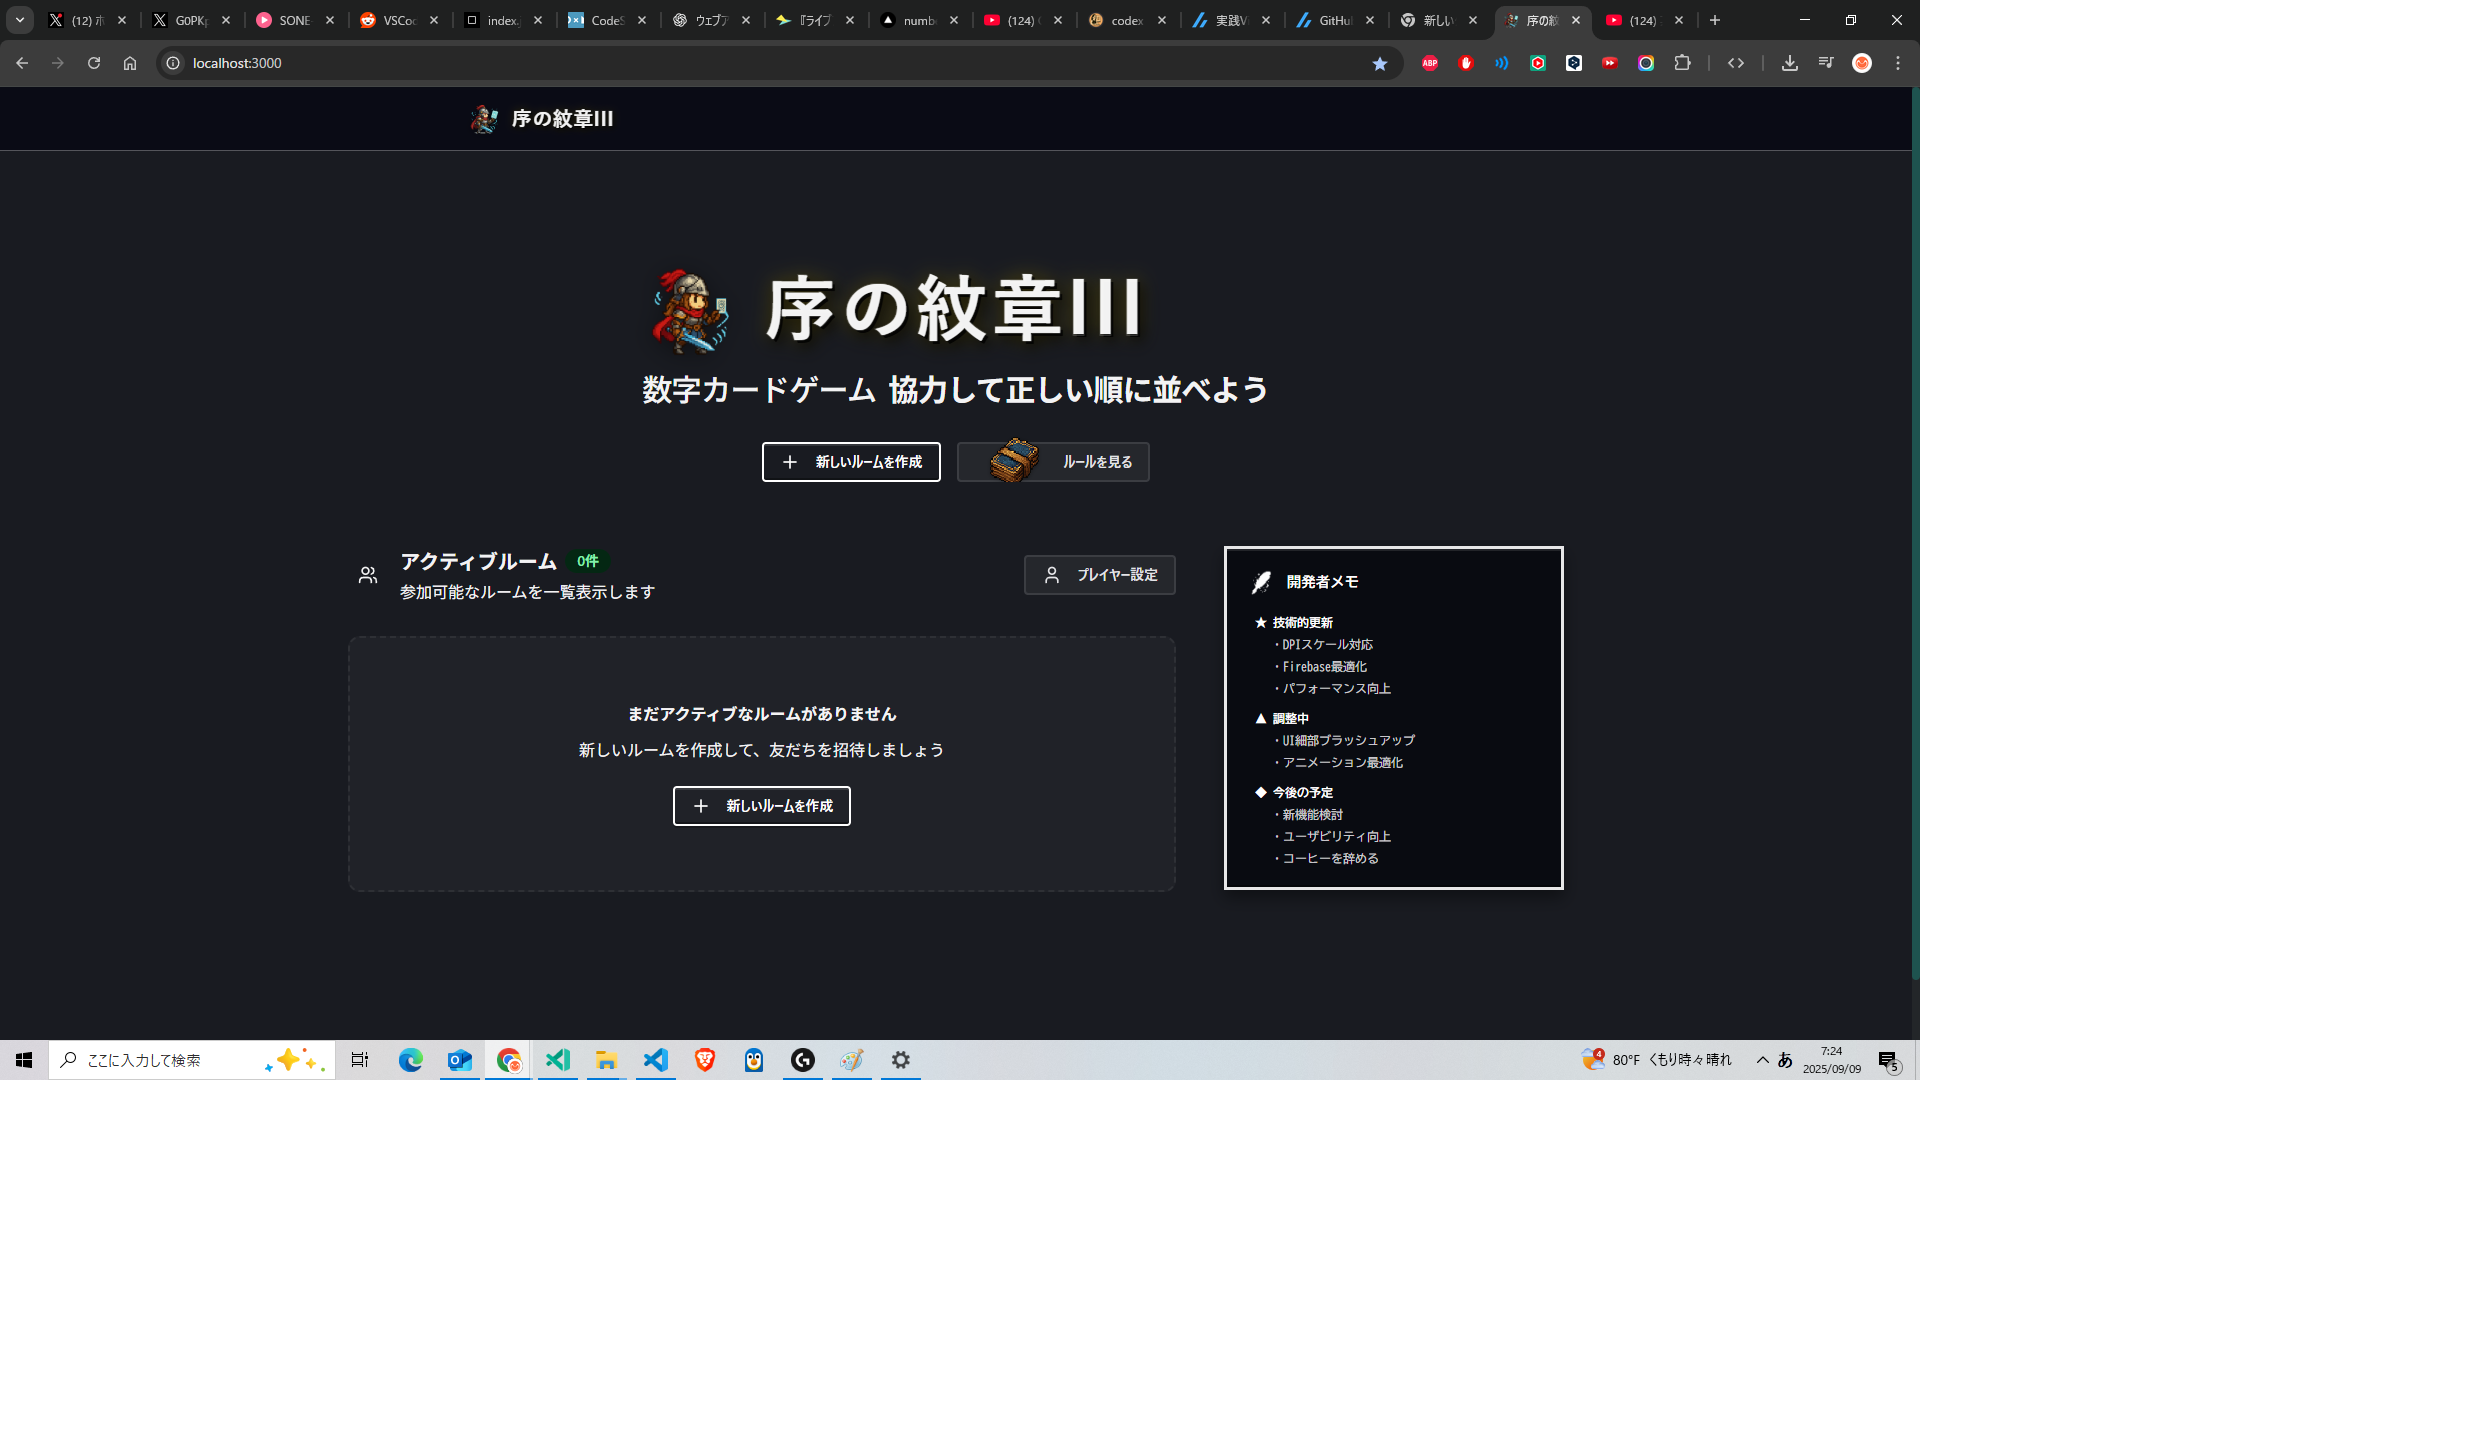 (12) ホ
G0PKp
SONE
VSCod
index.j
CodeS
ウェブア
『ライブ
numb
(124)
codex
実践Vi
GitHub
新しい
序の紋
(124)
localhost:3000
序の紋章III
序の紋章III
数字カードゲーム 協力して正しい順に並べよう
新しいルームを作成
ルールを見る
アクティブルーム 0件
参加可能なルームを一覧表示します
プレイヤー設定
まだアクティブなルームがありません
新しいルームを作成して、友だちを招待しましょう
新しいルームを作成
開発者メモ
★ 技術的更新
・DPIスケール対応
・Firebase最適化
・パフォーマンス向上
▲ 調整中
・UI細部ブラッシュアップ
・アニメーション最適化
◆ 今後の予定
・新機能検討
・ユーザビリティ向上
・コーヒーを辞める
ここに入力して検索
4
80°F くもり時々晴れ
あ
7:24
2025/09/09
5